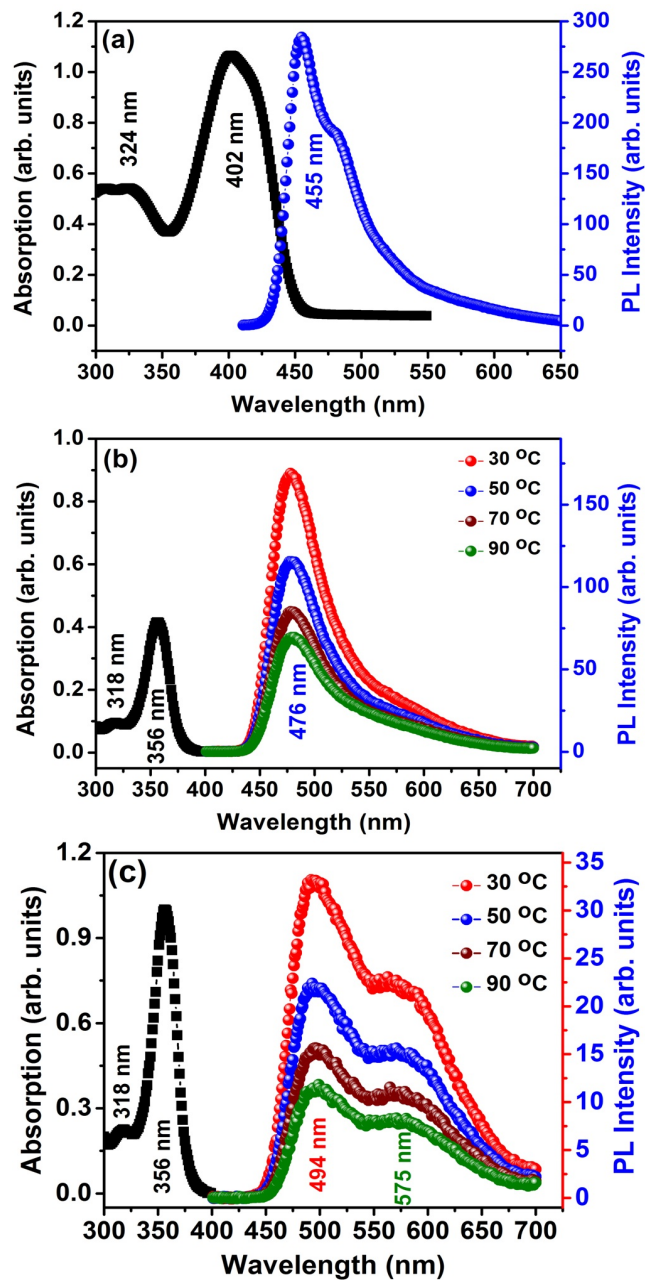 (a)
Absorption (arb. units)
1.2
1.0
0.8
0.6
0.4
0.2
0.0
324 nm
402 nm
455 nm
300
250
200
150
100
50
0
PL Intensity (arb. units)
300 350 400 450 500 550 600 650
Wavelength (nm)
(b)
Absorption (arb. units)
1.0
0.8
0.6
0.4
0.2
0.0
318 nm
356 nm
476 nm
30 ºC
50 ºC
70 ºC
90 ºC
150
100
50
0
PL Intensity (arb. units)
300 350 400 450 500 550 600 650 700
Wavelength (nm)
(c)
Absorption (arb. units)
1.2
0.9
0.6
0.3
0.0
318 nm
356 nm
494 nm
575 nm
30 ºC
50 ºC
70 ºC
90 ºC
35
30
25
20
15
10
5
0
PL Intensity (arb. units)
300 350 400 450 500 550 600 650 700
Wavelength (nm)